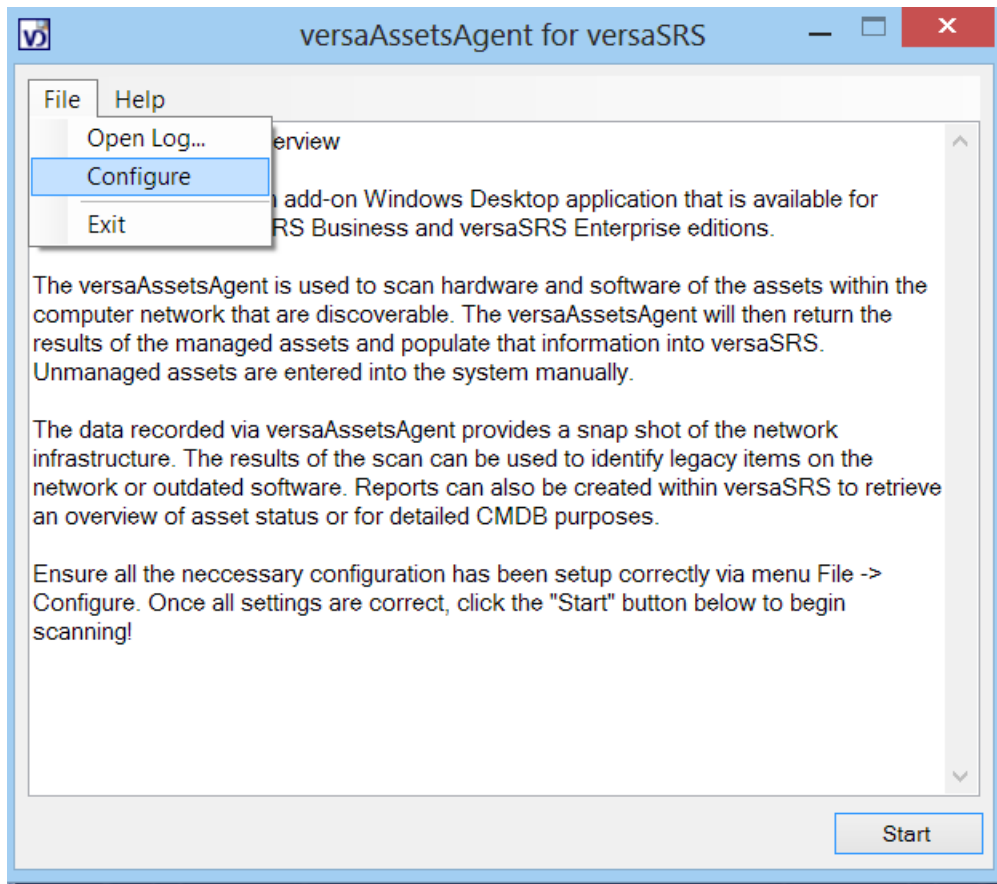 versaAssetsAgent for versaSRS
File Help
Open Log...
Configure
Exit
erview
add-on Windows Desktop application that is available for
RS Business and versaSRS Enterprise editions.
The versaAssetsAgent is used to scan hardware and software of the assets within the
computer network that are discoverable. The versaAssetsAgent will then return the
results of the managed assets and populate that information into versaSRS.
Unmanaged assets are entered into the system manually.
The data recorded via versaAssetsAgent provides a snap shot of the network
infrastructure. The results of the scan can be used to identify legacy items on the
network or outdated software. Reports can also be created within versaSRS to retrieve
an overview of asset status or for detailed CMDB purposes.
Ensure all the neccessary configuration has been setup correctly via menu File ->
Configure. Once all settings are correct, click the "Start" button below to begin
scanning!
Start